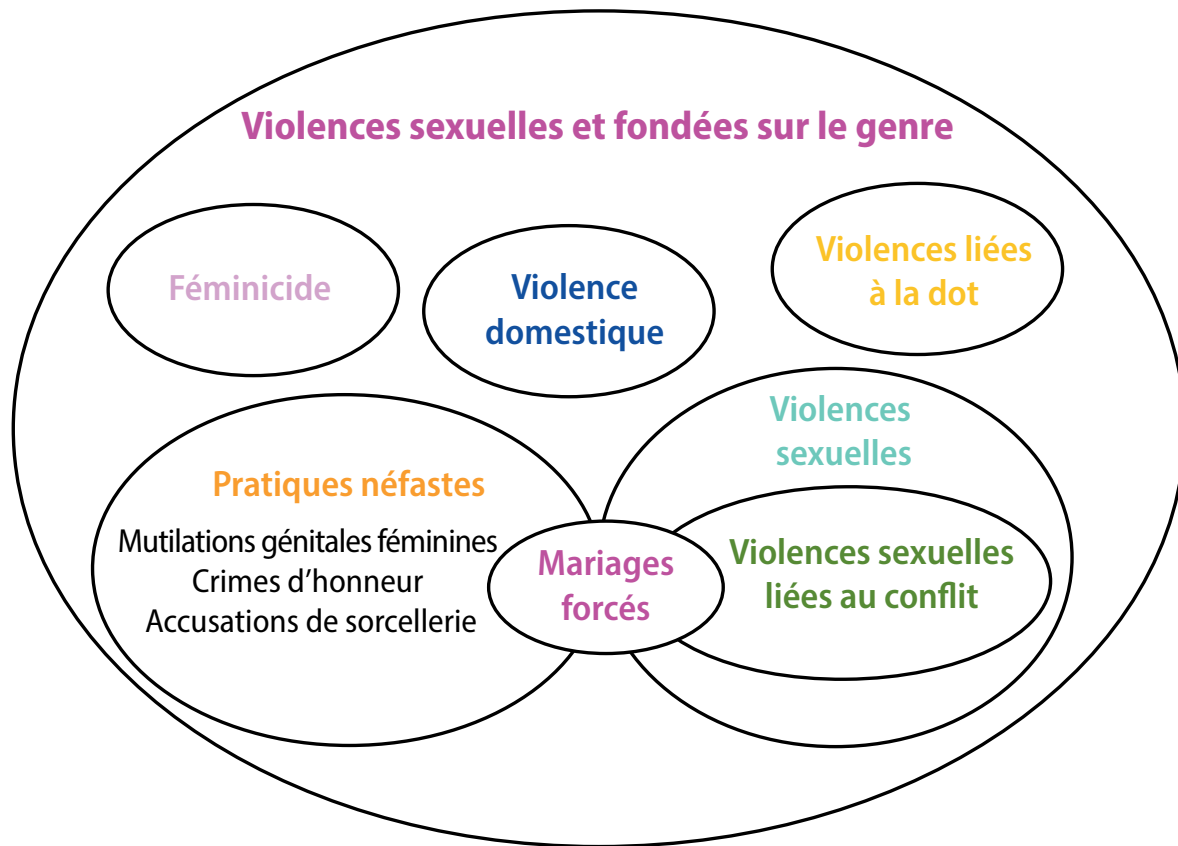 Violences sexuelles et fondées sur le genre
Féminicide
Violence
domestique
Violences liées
à la dot
Pratiques néfastes
Mutilations génitales féminines
Crimes d’honneur
Accusations de sorcellerie
Mariages
forcés
Violences
sexuelles
Violences sexuelles
liées au conflit